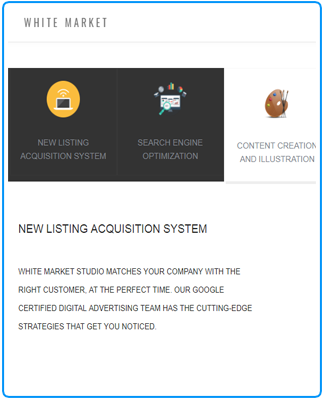 WHITE MARKET
NEW LISTING
ACQUISITION SYSTEM
SEARCH ENGINE
OPTIMIZATION
CONTENT CREATION
AND ILLUSTRATION
NEW LISTING ACQUISITION SYSTEM
WHITE MARKET STUDIO MATCHES YOUR COMPANY WITH THE
RIGHT CUSTOMER, AT THE PERFECT TIME. OUR GOOGLE
CERTIFIED DIGITAL ADVERTISING TEAM HAS THE CUTTING-EDGE
STRATEGIES THAT GET YOU NOTICED.